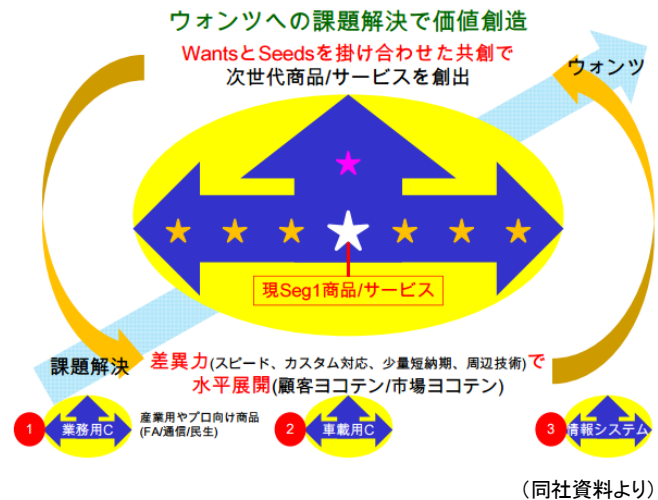 ウォンツへの課題解決で価値創造
WantsとSeedsを掛け合わせた共創で
次世代商品/サービスを創出
ウォンツ
現Seg1商品/サービス
課題解決
差異力(スピード、カスタム対応、少量短納期、周辺技術)で
水平展開(顧客ヨコテン/市場ヨコテン)
1 業務用C
産業用やプロ向け商品
(FA/通信/民生)
2 車載用C
3 情報システム
(同社資料より)